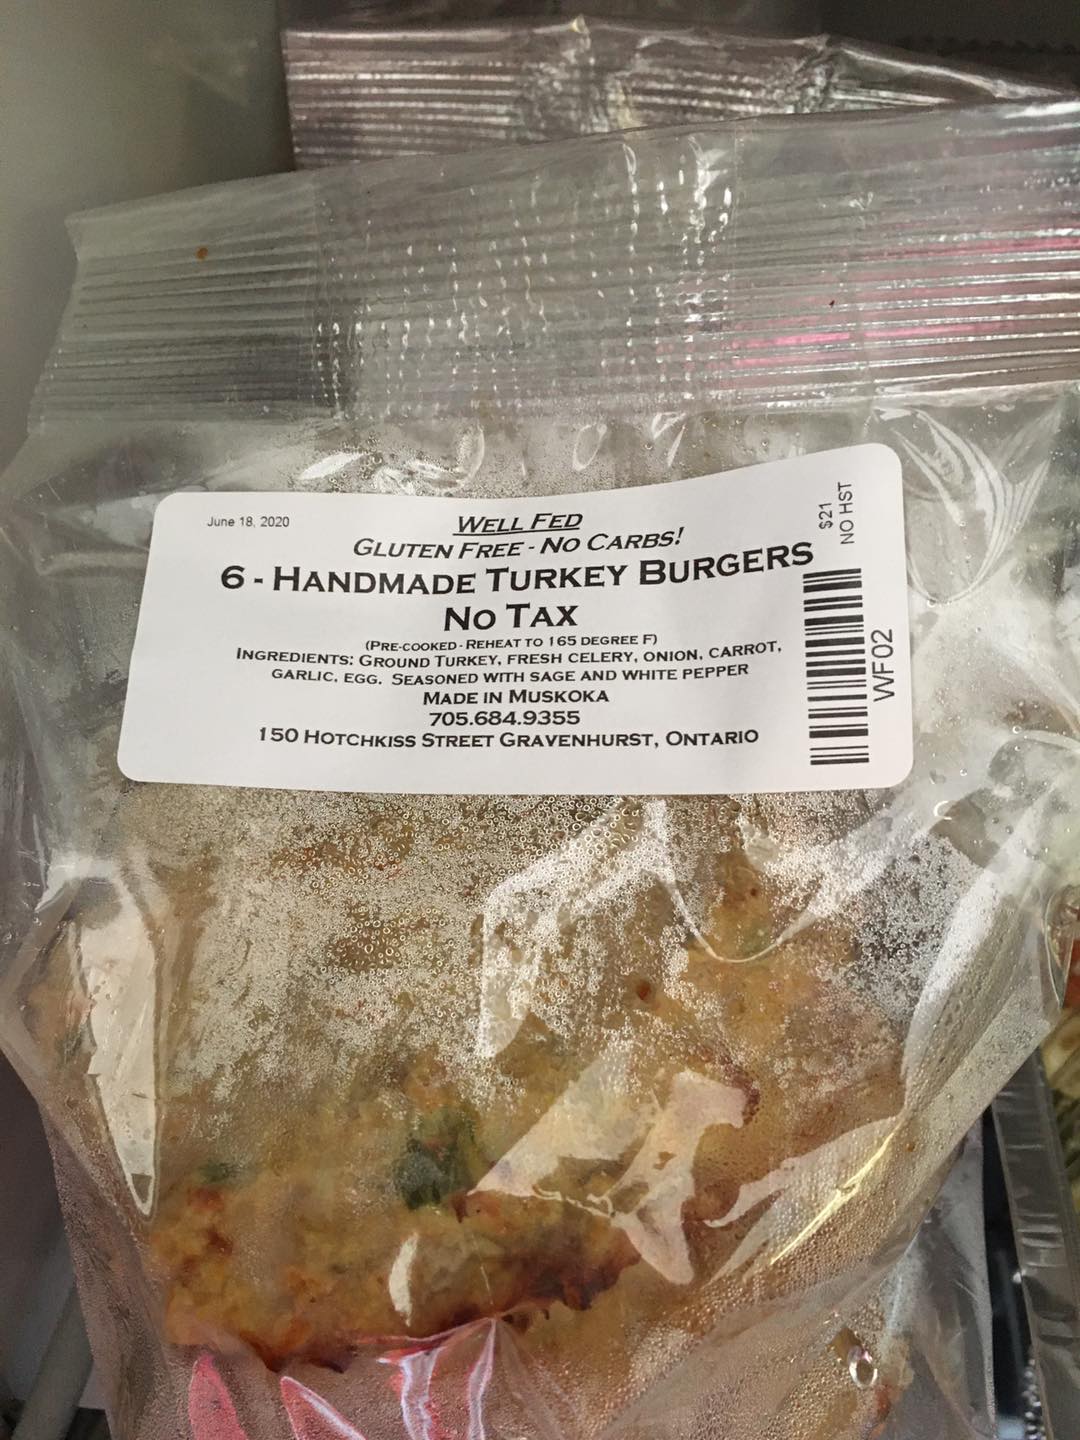 June 18, 2020
WELL FED
GLUTEN FREE - NO CARBS!
6 - HANDMADE TURKEY BURGERS
NO TAX
(PRE-COOKED - REHEAT TO 165 DEGREE F)
INGREDIENTS: GROUND TURKEY, FRESH CELERY, ONION, CARROT,
GARLIC, EGG. SEASONED WITH SAGE AND WHITE PEPPER
MADE IN MUSKOKA
705.684.9355
150 HOTCHKISS STREET GRAVENHURST, ONTARIO
$21
NO HST
WF02